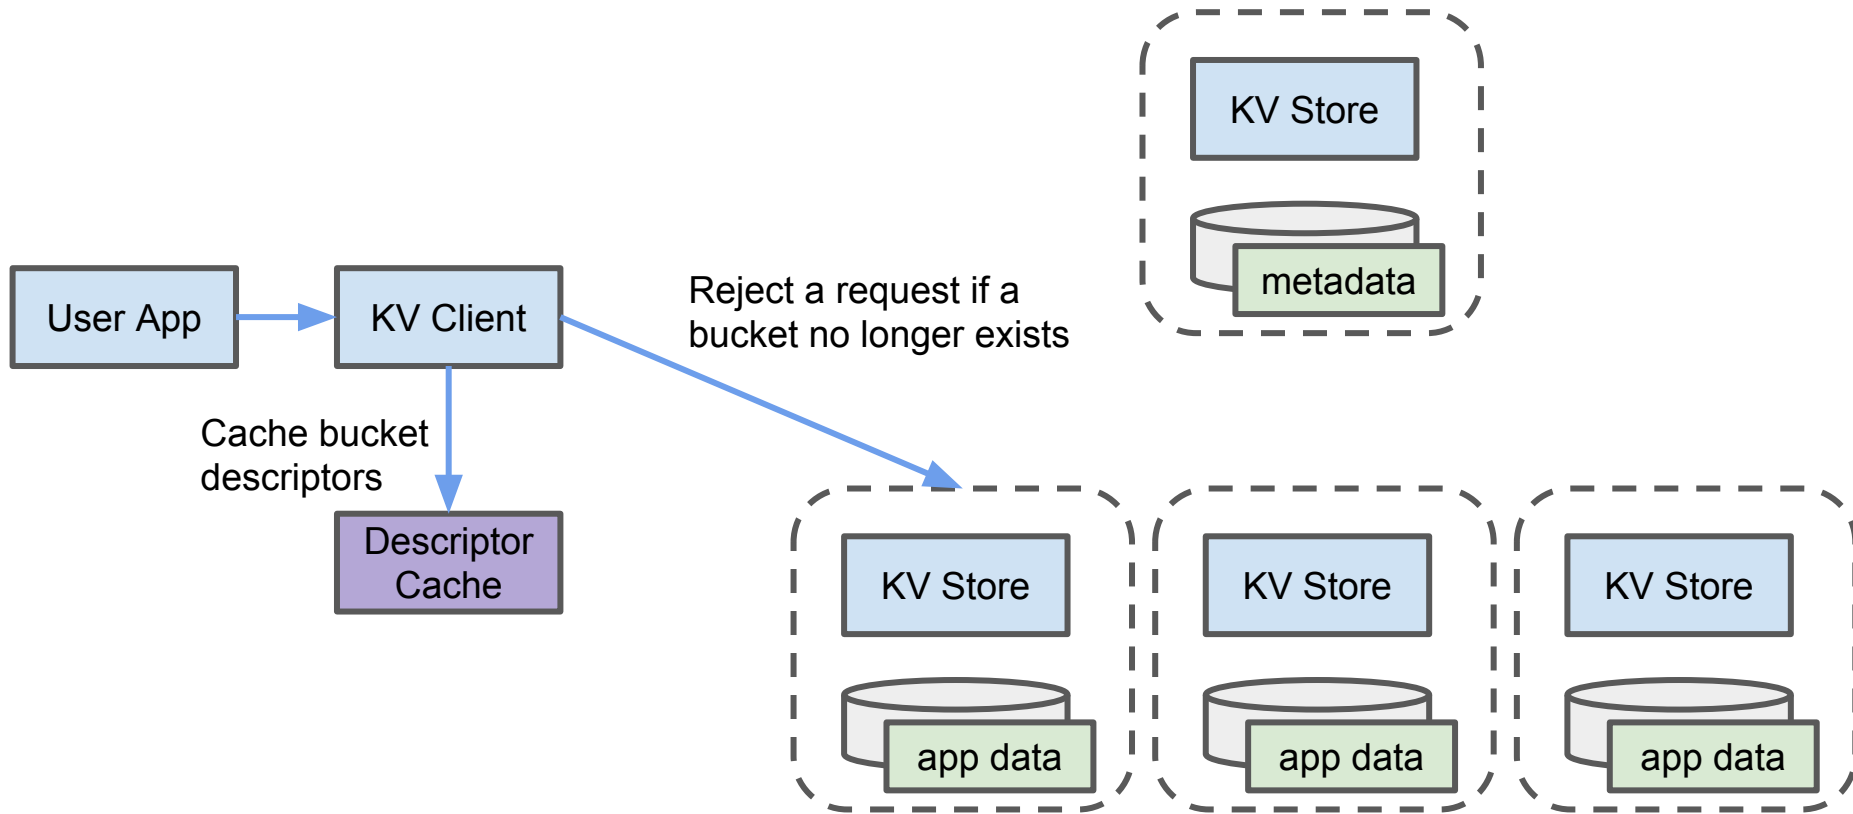 KV Store
metadata
User App
KV Client
Reject a request if a
bucket no longer exists
Cache bucket
descriptors
Descriptor
Cache
KV Store
app data
KV Store
app data
KV Store
app data